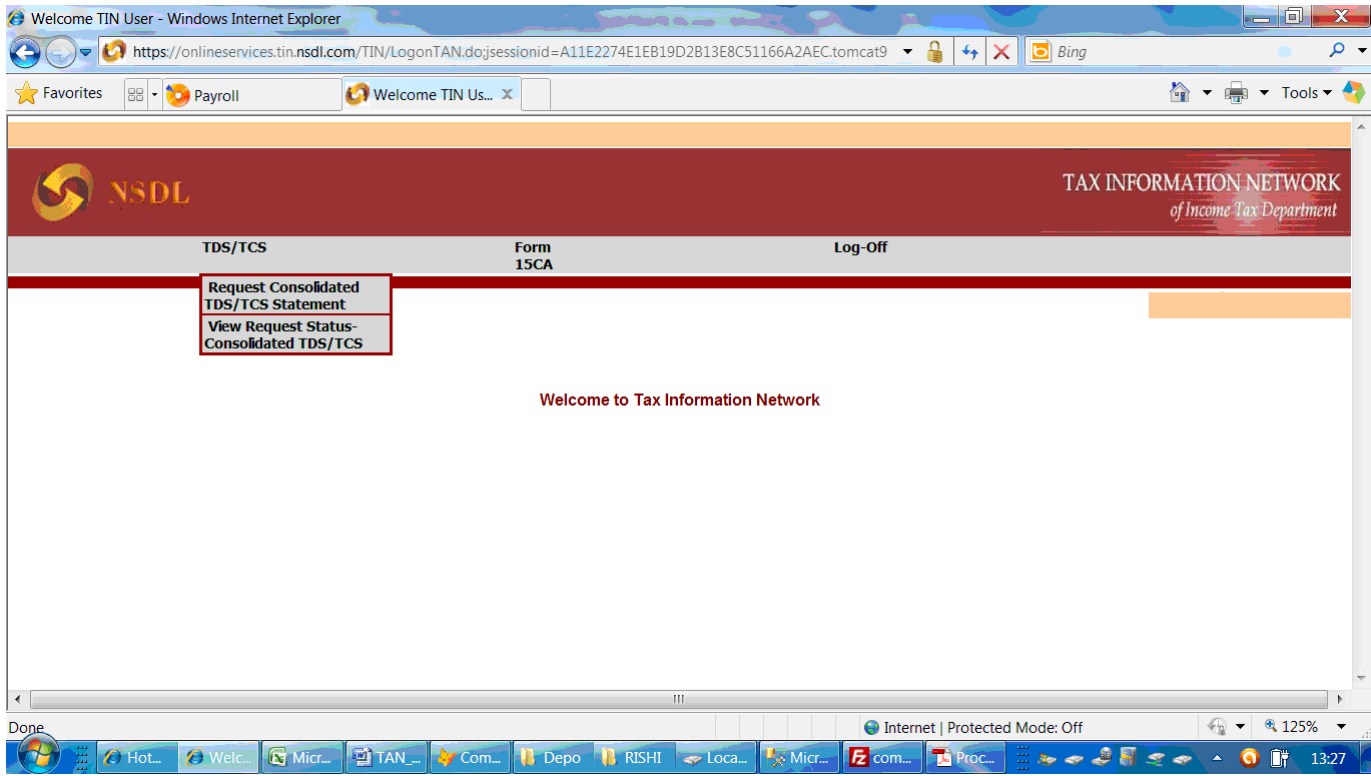 Welcome TIN User - Windows Internet Explorer
https://onlineservices.tin.nsdl.com/TIN/LogonTAN.do;jsessionid=A11E2274E1EB19D2B13E8C51166A2AEC.tomcat9
Bing
Favorites
Payroll
Welcome TIN Us...
Tools
NSDL
TAX INFORMATION NETWORK
of Income Tax Department
TDS/TCS
Form
15CA
Log-Off
Request Consolidated
TDS/TCS Statement
View Request Status-
Consolidated TDS/TCS
Welcome to Tax Information Network
Done
Internet | Protected Mode: Off
125%
Hot...
Welc...
Micr...
TAN_...
Com...
Depo
RISHI
Loca...
Micr...
com...
Proc...
13:27